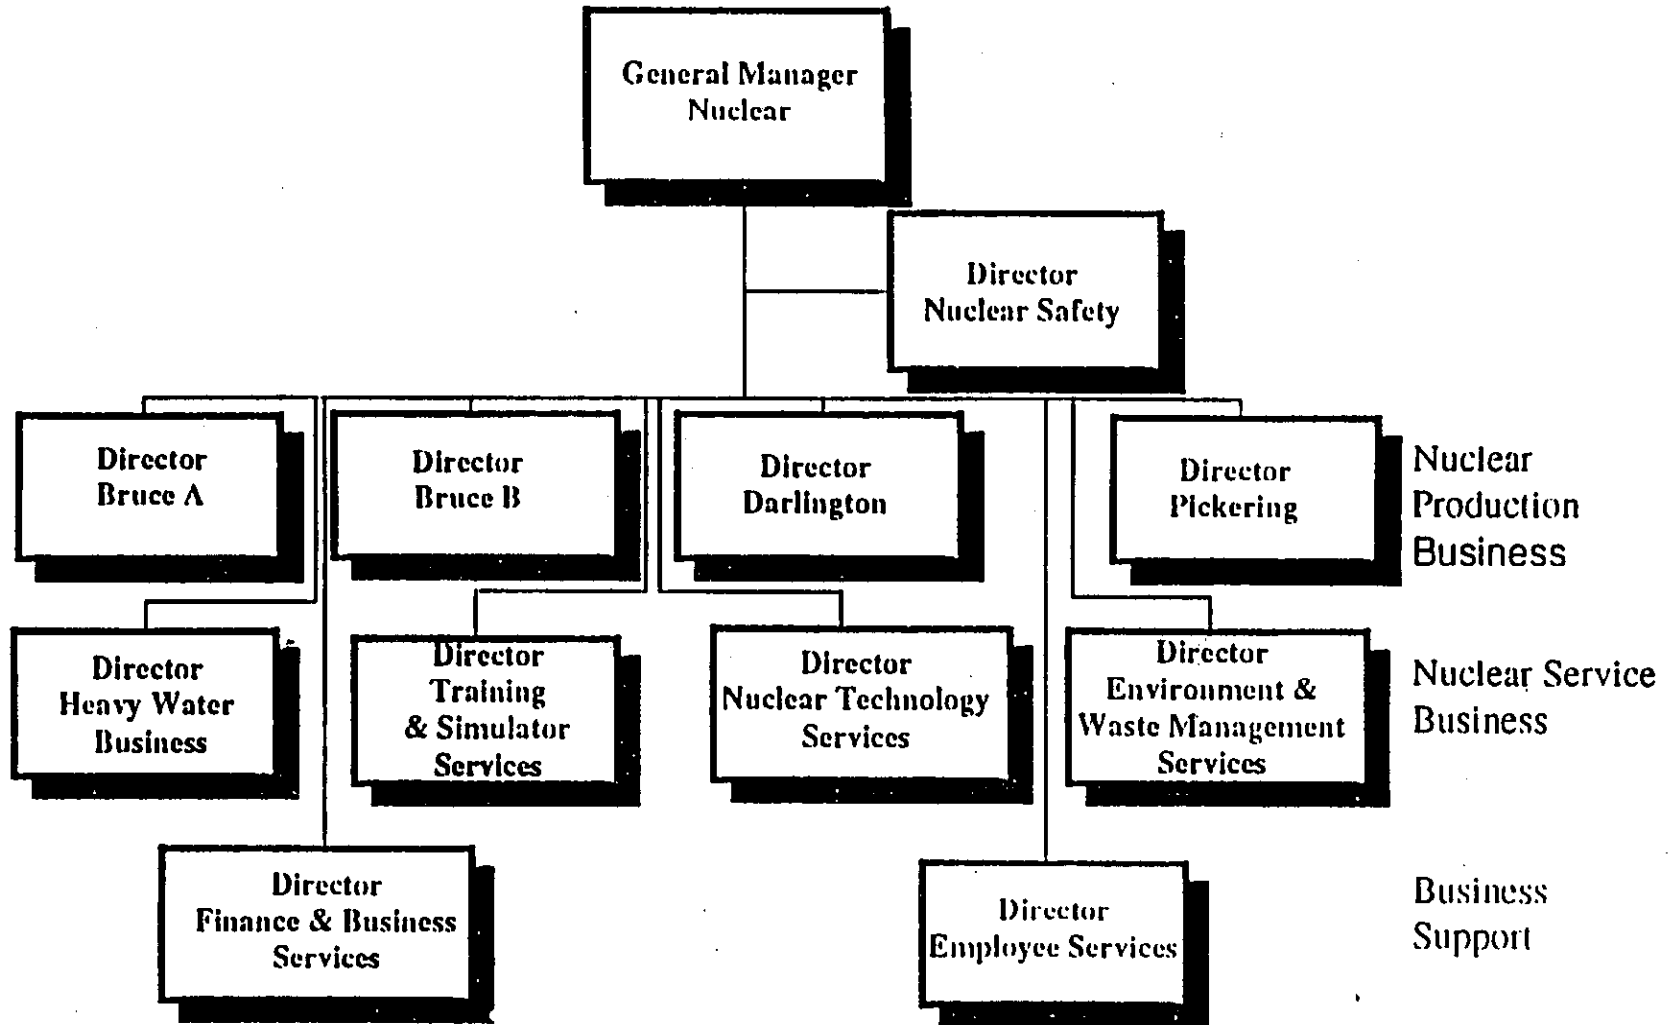 General Manager
Nuclear
Director
Nuclear Safety
Director
Bruce A
Director
Bruce B
Director
Darlington
Director
Pickering
Nuclear
Production
Business
Director
Heavy Water
Business
Director
Training
& Simulator
Services
Director
Nuclear Technology
Services
Director
Environment &
Waste Management
Services
Nuclear Service
Business
Director
Finance & Business
Services
Director
Employee Services
Business
Support